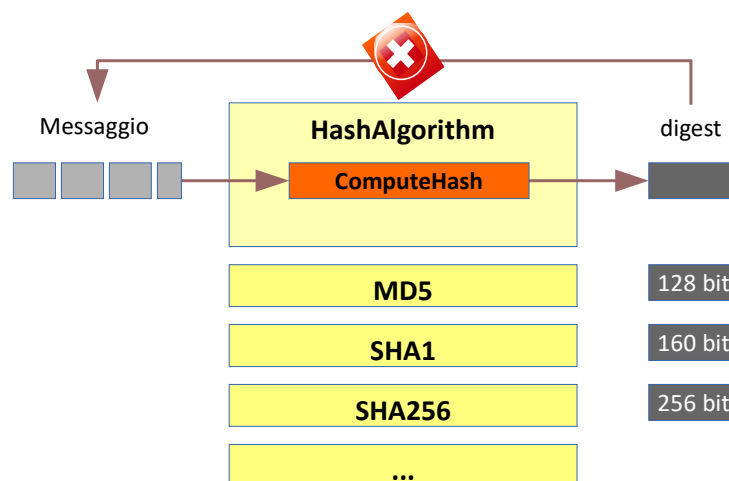 Messaggio
HashAlgorithm
digest
ComputeHash
MD5
128 bit
SHA1
160 bit
SHA256
256 bit
...